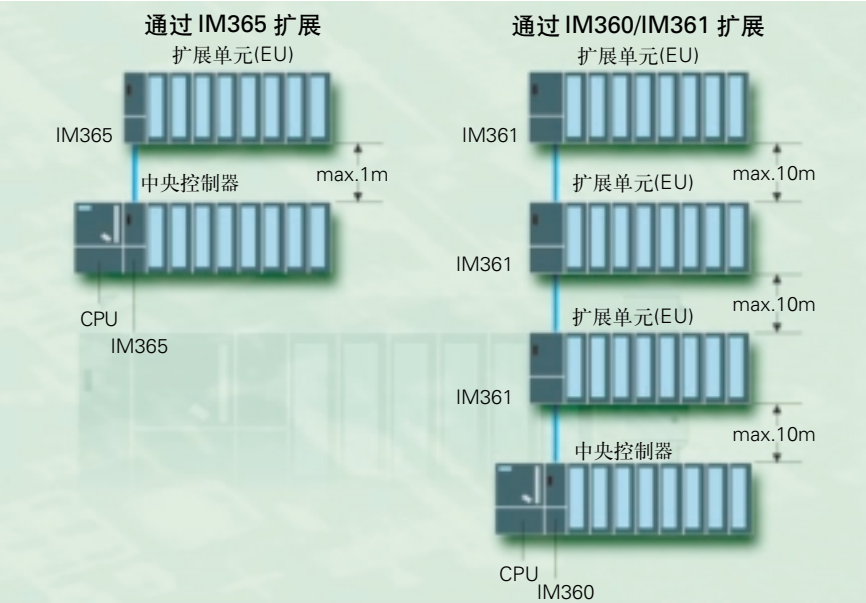 通过 IM365 扩展
扩展单元(EU)
IM365
max.1m
中央控制器
CPU
IM365
通过 IM360/IM361 扩展
扩展单元(EU)
IM361
max.10m
扩展单元(EU)
IM361
max.10m
扩展单元(EU)
IM361
max.10m
中央控制器
CPU
IM360